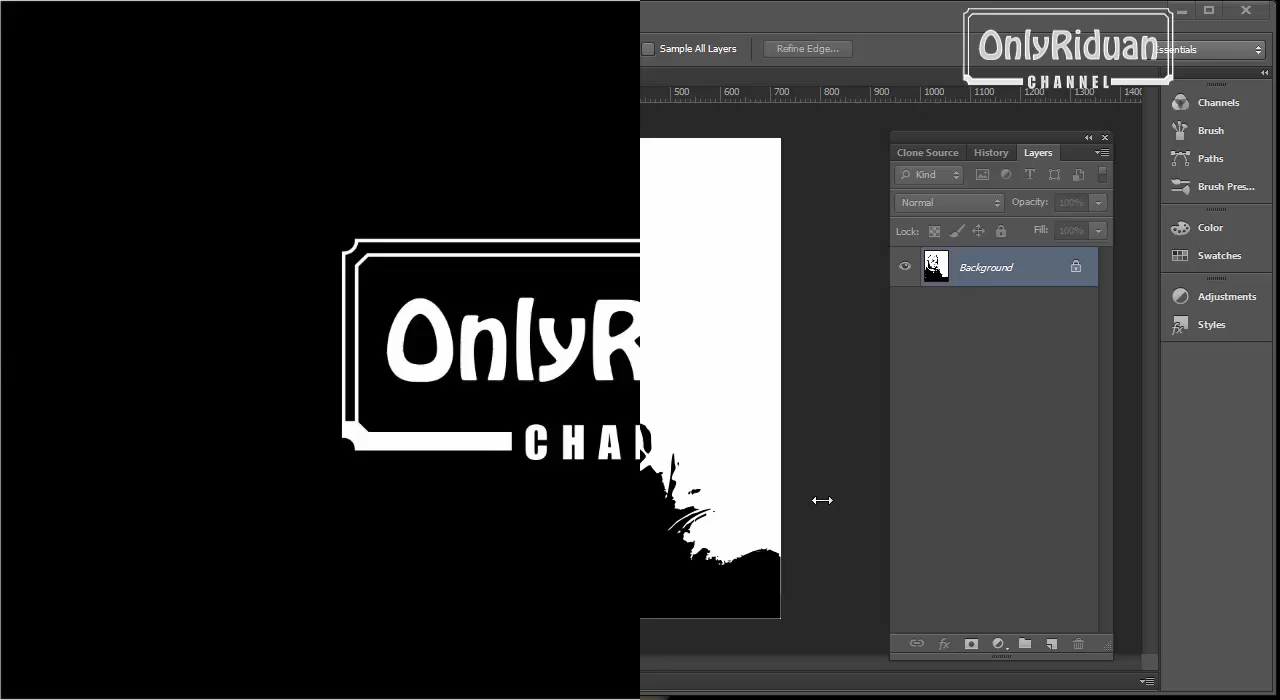 Sample All Layers
Refine Edge...
OnlyRiduan
CHANNEL
ssentials
500 600 700 800 900 1000 1100 1200 1300 1400
Channels
Brush
Paths
Brush Pres...
Color
Swatches
Adjustments
Styles
Clone Source History Layers
Kind
Normal Opacity: 100%
Lock: Fill: 100%
Background
OnlyR
CHAN